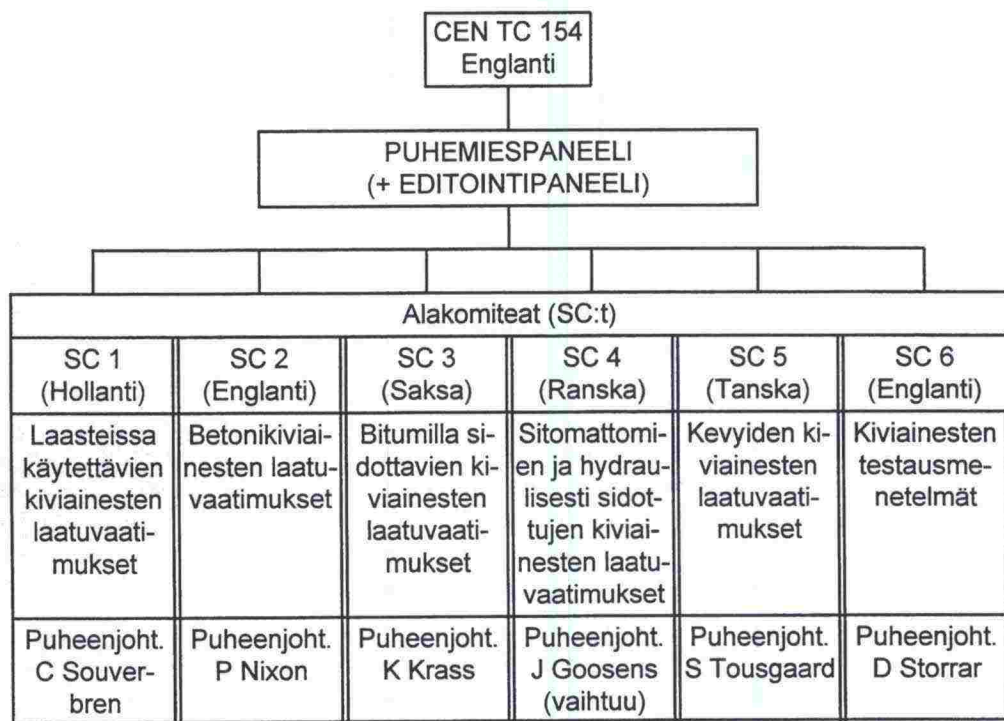 CEN TC 154
Englanti
PUHEMIESPANEELI
(+ EDITOINTIPANEELI)
Alakomiteat (SC:t)
SC 1
(Hollanti)
Laasteissa
käytettävien
kiviainesten
laatuvaati-
mukset
Puheenjoht.
C Souver-
bren
SC 2
(Englanti)
Betonikiviai-
nesten laatu-
vaatimukset
Puheenjoht.
P Nixon
SC 3
(Saksa)
Bitumilla si-
dottavien ki-
viainesten
laatuvaati-
mukset
Puheenjoht.
K Krass
SC 4
(Ranska)
Sitomattomi-
en ja hydrau-
lisesti sidot-
tujen kiviai-
nesten laatu-
vaatimukset
Puheenjoht.
J Goosens
(vaihtuu)
SC 5
(Tanska)
Kevyiden ki-
viainesten
laatuvaati-
mukset
Puheenjoht.
S Tousgaard
SC 6
(Englanti)
Kiviainesten
testausme-
netelmät
Puheenjoht.
D Storrar